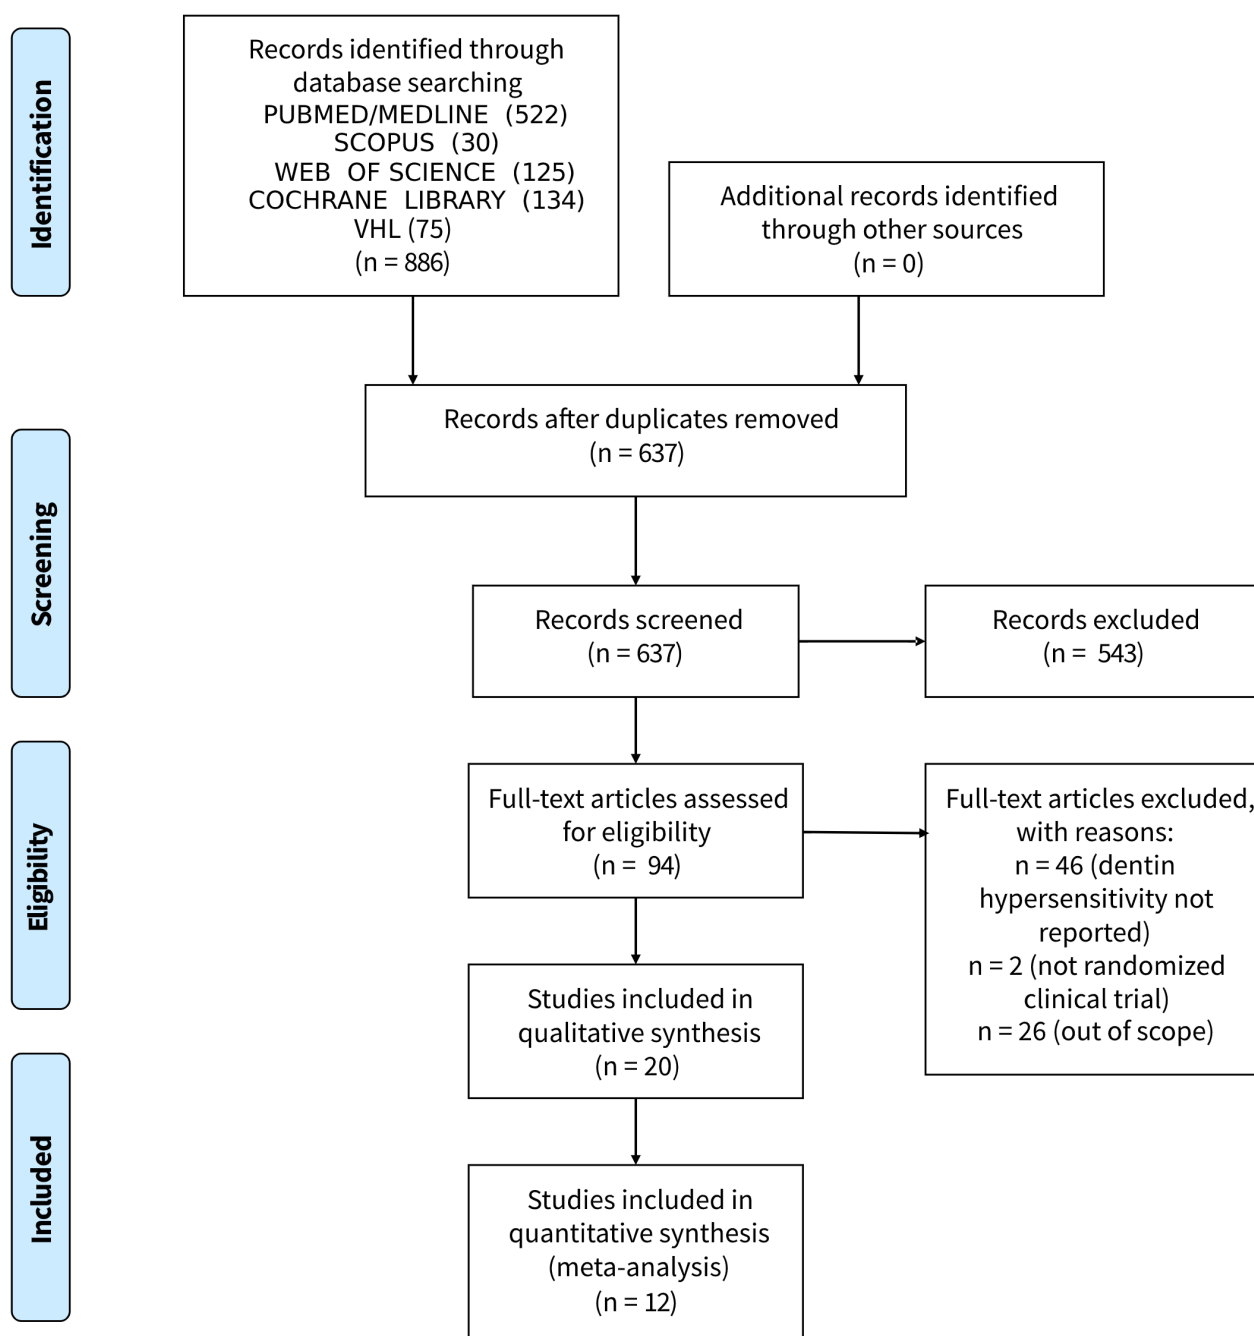 Identification
Records identified through
database searching
PUBMED/MEDLINE (522)
SCOPUS (30)
WEB OF SCIENCE (125)
COCHRANE LIBRARY (134)
VHL (75)
(n = 886)
Additional records identified
through other sources
(n = 0)
Records after duplicates removed
(n = 637)
Screening
Records screened
(n = 637)
Records excluded
(n = 543)
Eligibility
Full-text articles assessed
for eligibility
(n = 94)
Full-text articles excluded,
with reasons:
n = 46 (dentin
hypersensitivity not
reported)
n = 2 (not randomized
clinical trial)
n = 26 (out of scope)
Studies included in
qualitative synthesis
(n = 20)
Included
Studies included in
quantitative synthesis
(meta-analysis)
(n = 12)